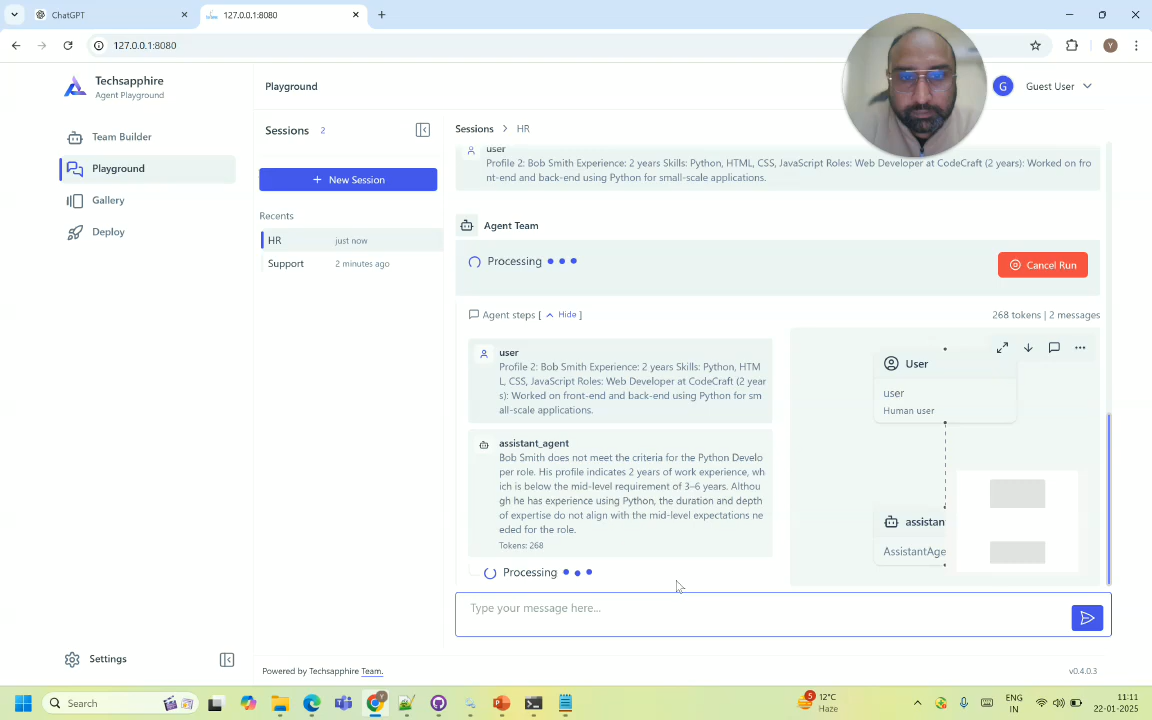 ChatGPT
127.0.0.1:8080
127.0.0.1:8080
Y
Techsapphire
Agent Playground
Team Builder
Playground
Gallery
Deploy
Settings
Playground
G
Guest User
Sessions 2
New Session
Recents
HR just now
Support 2 minutes ago
Sessions > HR
user
Profile 2: Bob Smith Experience: 2 years Skills: Python, HTML, CSS, JavaScript Roles: Web Developer at CodeCraft (2 years): Worked on fro
nt-end and back-end using Python for small-scale applications.
Agent Team
Processing
Cancel Run
Agent steps [ Hide ]
268 tokens | 2 messages
user
Profile 2: Bob Smith Experience: 2 years Skills: Python, HTM
L, CSS, JavaScript Roles: Web Developer at CodeCraft (2 year
s): Worked on front-end and back-end using Python for sm
all-scale applications.
assistant_agent
Bob Smith does not meet the criteria for the Python Develo
per role. His profile indicates 2 years of work experience, wh
ich is below the mid-level requirement of 3–6 years. Althou
gh he has experience using Python, the duration and depth
of expertise do not align with the mid-level expectations ne
eded for the role.
Tokens: 268
Processing
User
user
Human user
assistan
AssistantAge
Type your message here...
Powered by Techsapphire Team.
v0.4.0.3
Search
5
12°C
Haze
ENG
IN
11:11
22-01-2025